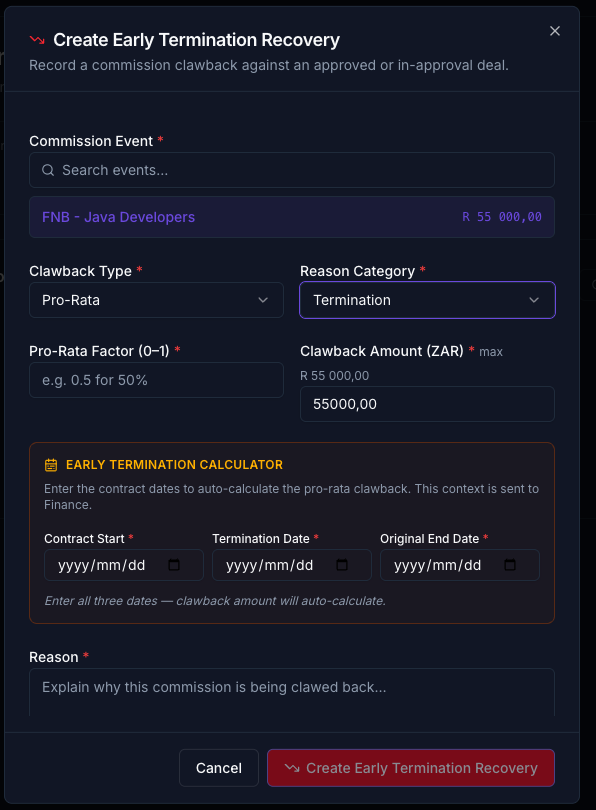 Create Early Termination Recovery
Record a commission clawback against an approved or in-approval deal.
Commission Event *
Search events...
FNB - Java Developers R 55 000,00
Clawback Type * Reason Category *
Pro-Rata Termination
Pro-Rata Factor (0–1) * Clawback Amount (ZAR) * max
R 55 000,00
e.g. 0.5 for 50% 55000,00
EARLY TERMINATION CALCULATOR
Enter the contract dates to auto-calculate the pro-rata clawback. This context is sent to
Finance.
Contract Start * Termination Date * Original End Date *
yyyy/mm/dd yyyy/mm/dd yyyy/mm/dd
Enter all three dates — clawback amount will auto-calculate.
Reason *
Explain why this commission is being clawed back...
Cancel Create Early Termination Recovery